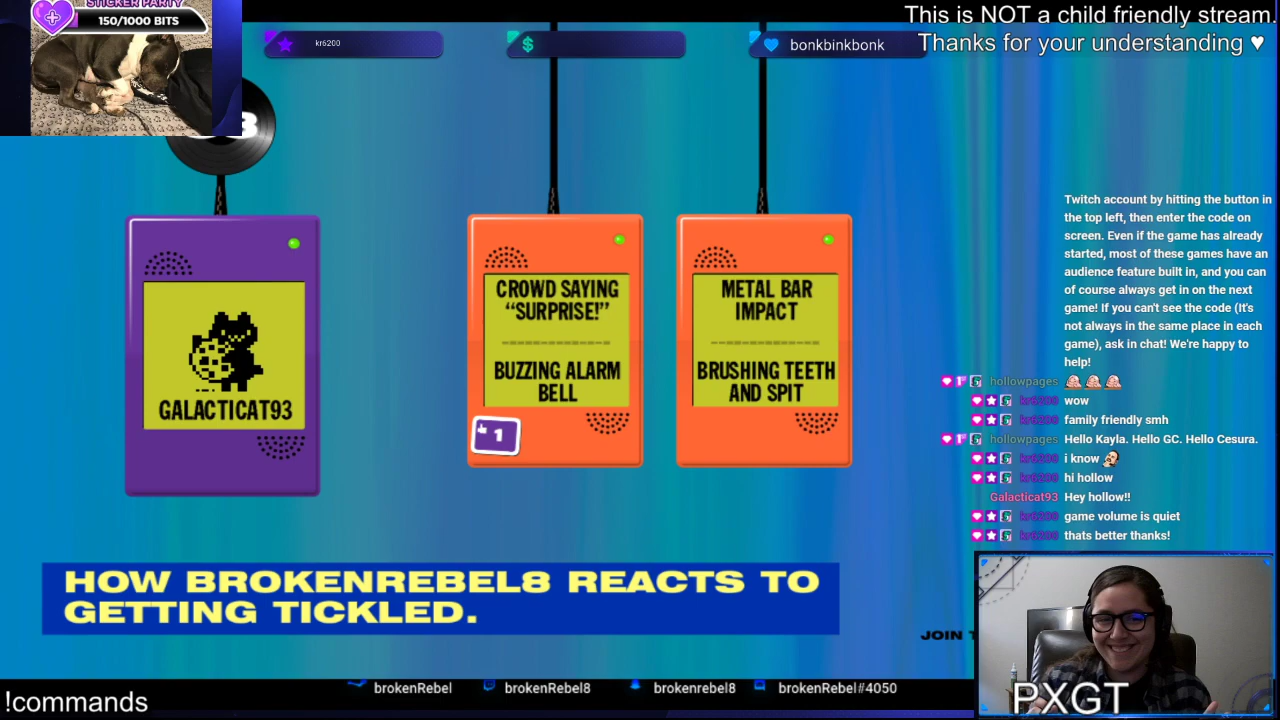 STICKER PARTY
150/1000 BITS
kr6200
$
bonkbinkbonk
This is NOT a child friendly stream.
Thanks for your understanding ♥
GALACTICAT93
CROWD SAYING
“SURPRISE!”
BUZZING ALARM
BELL
1
METAL BAR
IMPACT
BRUSHING TEETH
AND SPIT
HOW BROKENREBEL8 REACTS TO
GETTING TICKLED.
Twitch account by hitting the button in
the top left, then enter the code on
screen. Even if the game has already
started, most of these games have an
audience feature built in, and you can
of course always get in on the next
game! If you can't see the code (It's
not always in the same place in each
game), ask in chat! We're happy to
help!
hollowpages
kr6200 wow
kr6200 family friendly smh
hollowpages Hello Kayla. Hello GC. Hello Cesura.
kr6200 i know
kr6200 hi hollow
Galacticat93 Hey hollow!!
kr6200 game volume is quiet
kr6200 thats better thanks!
JOIN
PXGT
!commands
brokenRebel
brokenRebel8
brokenrebel8
brokenRebel#4050